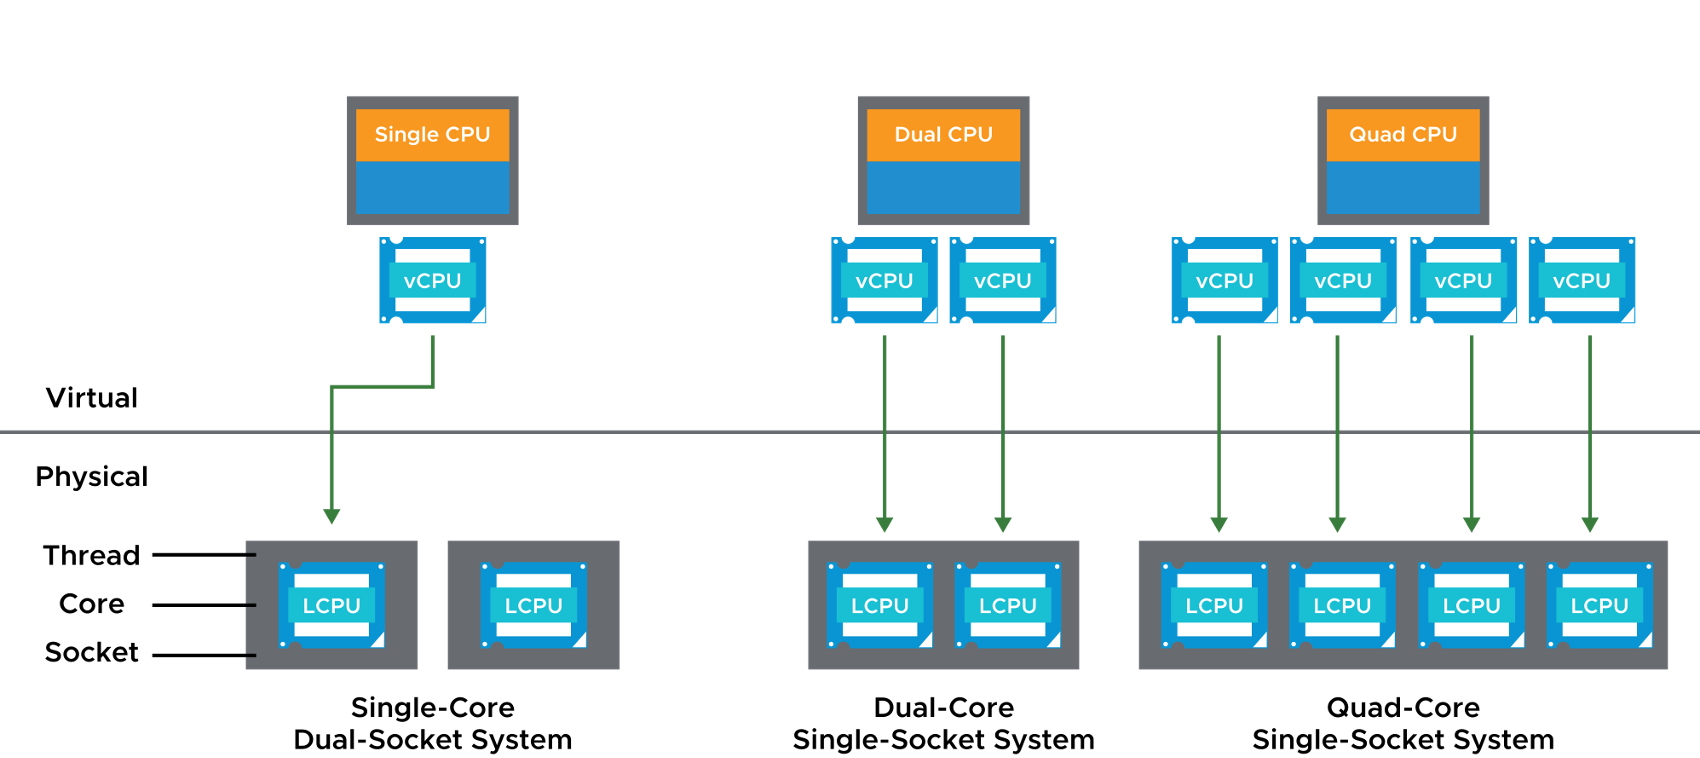 Single CPU
Dual CPU
Quad CPU
vCPU
vCPU
vCPU
vCPU
vCPU
vCPU
vCPU
Virtual
Physical
Thread
Core
Socket
LCPU
LCPU
LCPU
LCPU
LCPU
LCPU
LCPU
LCPU
Single-Core
Dual-Socket System
Dual-Core
Single-Socket System
Quad-Core
Single-Socket System